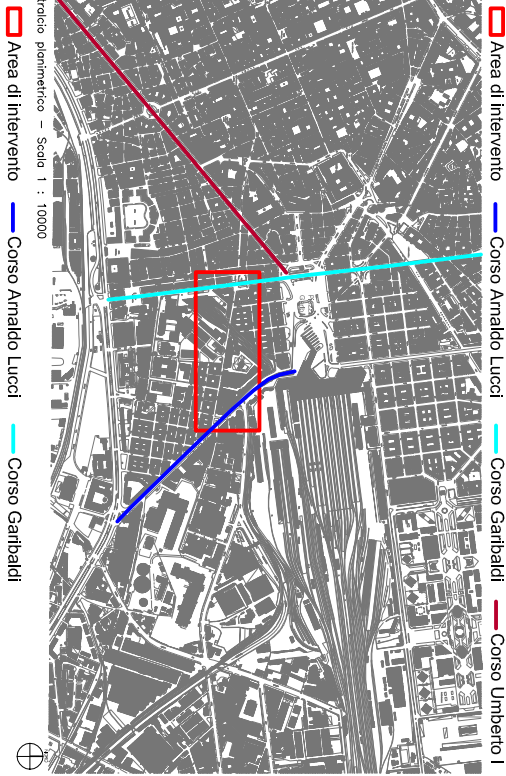 Area di intervento Corso Arnaldo Lucci Corso Garibaldi Corso Umberto I
tralcio planimetrico - Scala 1 : 10000
Area di intervento Corso Arnaldo Lucci Corso Garibaldi